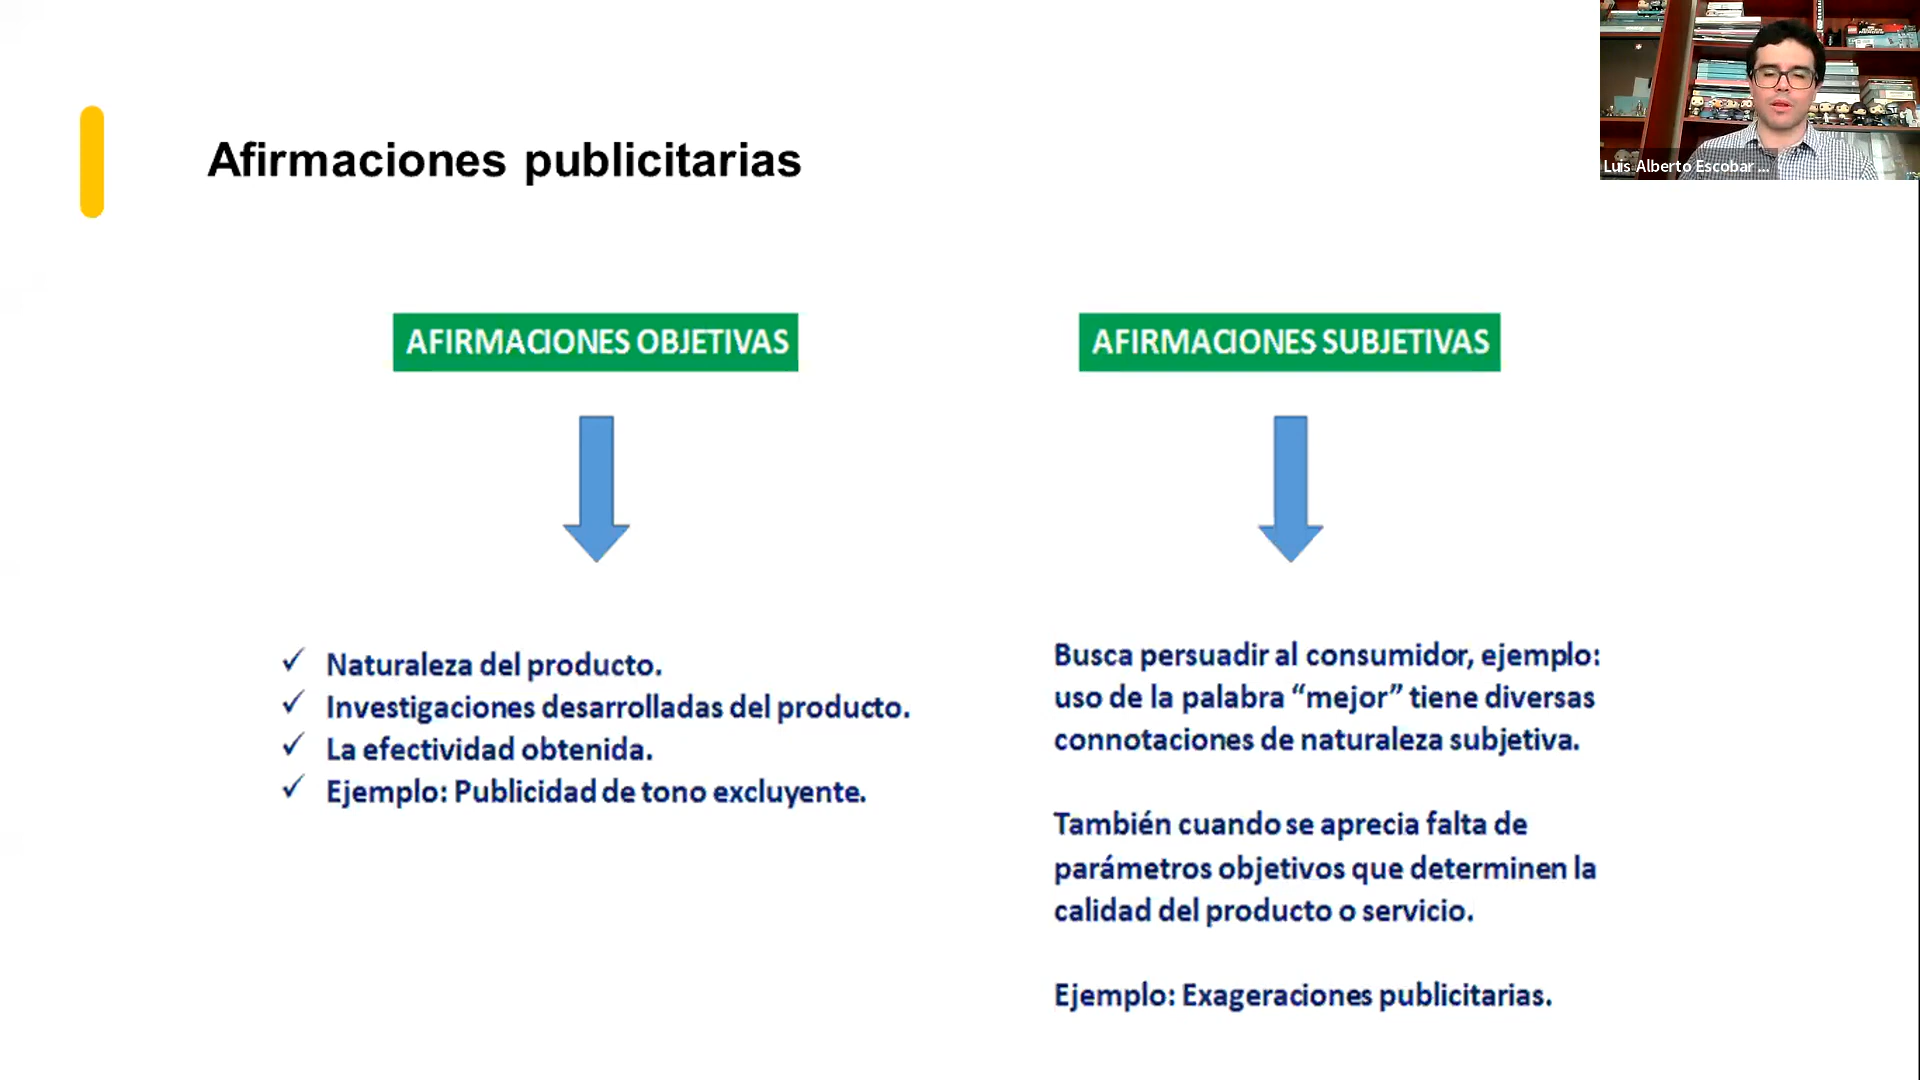 Afirmaciones publicitarias
Luis Alberto Escobar ...
AFIRMACIONES OBJETIVAS
AFIRMACIONES SUBJETIVAS
✓ Naturaleza del producto.
✓ Investigaciones desarrolladas del producto.
✓ La efectividad obtenida.
✓ Ejemplo: Publicidad de tono excluyente.
Busca persuadir al consumidor, ejemplo:
uso de la palabra “mejor” tiene diversas
connotaciones de naturaleza subjetiva.
También cuando se aprecia falta de
parámetros objetivos que determinen la
calidad del producto o servicio.
Ejemplo: Exageraciones publicitarias.